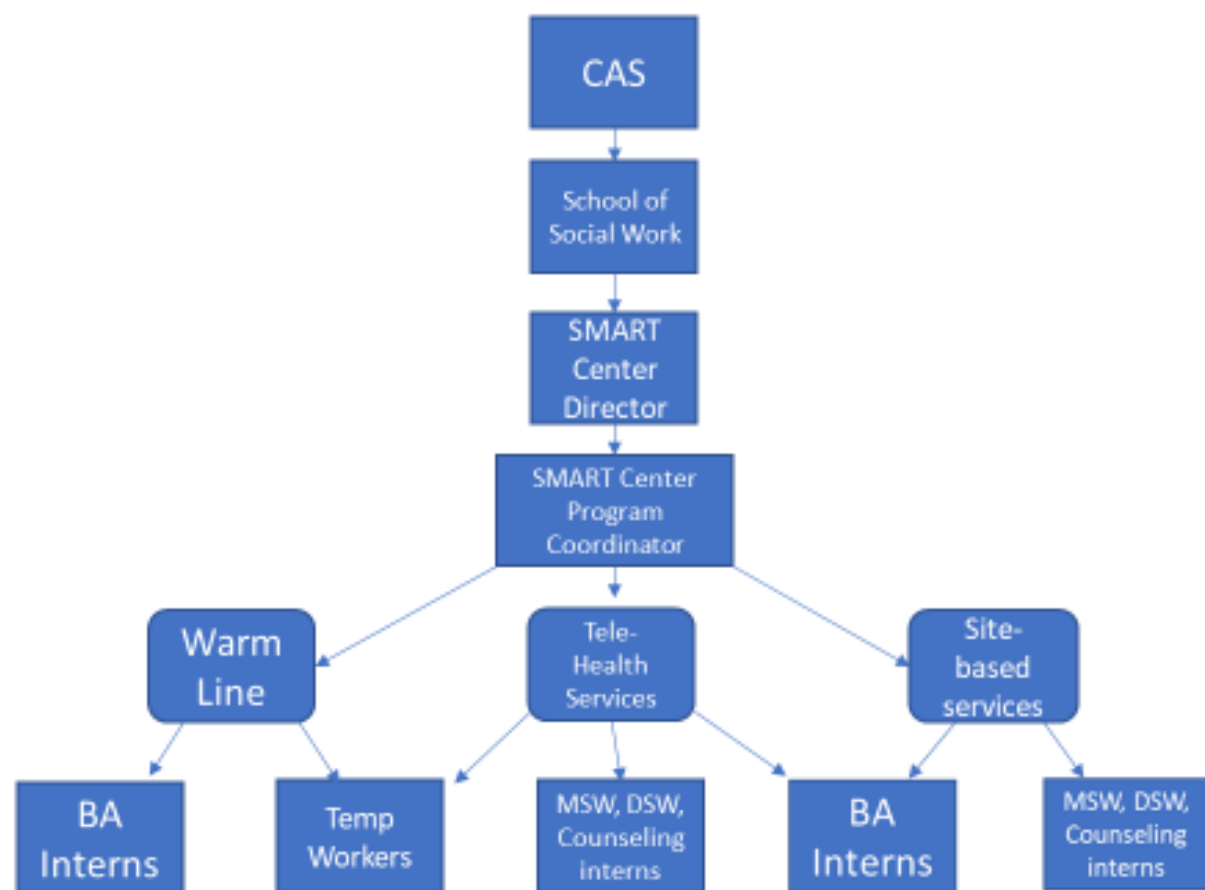 CAS
School of
Social Work
SMART
Center
Director
SMART Center
Program
Coordinator
Warm
Line
Tele-
Health
Services
Site-
based
services
BA
Interns
Temp
Workers
MSW, DSW,
Counseling
interns
BA
Interns
MSW, DSW,
Counseling
interns